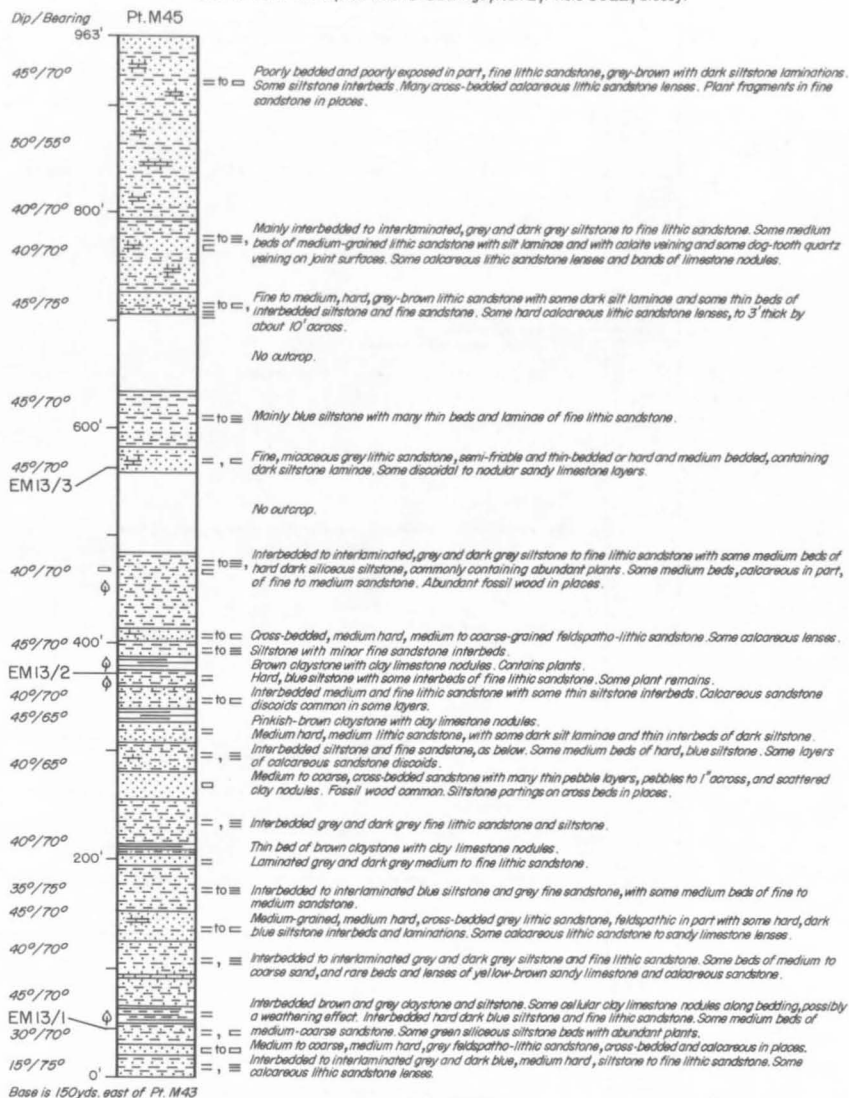 Dip/Bearing Pt. M45
963'
45°/70° = to ▭ Poorly bedded and poorly exposed in part, fine lithic sandstone, grey-brown with dark siltstone laminations.
Some siltstone interbeds. Many cross-bedded calcareous lithic sandstone lenses. Plant fragments in fine
sandstone in places.
50°/55°
40°/70° 800'
Mainly interbedded to interlaminated, grey and dark grey siltstone to fine lithic sandstone. Some medium
40°/70° = to ≡, ▭ beds of medium-grained lithic sandstone with silt laminae and with calcite veining and some dog-tooth quartz
veining on joint surfaces. Some calcareous lithic sandstone lenses and bands of limestone nodules.
45°/75° Fine to medium, hard, grey-brown lithic sandstone with some dark silt laminae and some thin beds of
= to ▭, ≡ interbedded siltstone and fine sandstone. Some hard calcareous lithic sandstone lenses, to 3' thick by
about 10' across.
No outcrop.
45°/70°
600' = to ≡ Mainly blue siltstone with many thin beds and laminae of fine lithic sandstone.
45°/70° =, ▭ Fine, micaceous grey lithic sandstone, semi-friable and thin-bedded or hard and medium bedded, containing
EM13/3 dark siltstone laminae. Some discoidal to nodular sandy limestone layers.
No outcrop.
40°/70° = to ≡, ▭ Interbedded to interlaminated, grey and dark grey siltstone to fine lithic sandstone with some medium beds of
hard dark siliceous siltstone, commonly containing abundant plants. Some medium beds, calcareous in part,
of fine to medium sandstone. Abundant fossil wood in places.
45°/70° 400' = to ▭ Cross-bedded, medium hard, medium to coarse-grained feldspatho-lithic sandstone. Some calcareous lenses.
= to ≡ Siltstone with minor fine sandstone interbeds.
Brown claystone with clay limestone nodules. Contains plants.
EM13/2 = Hard, blue siltstone with some interbeds of fine lithic sandstone. Some plant remains.
40°/70° = to ▭ Interbedded medium and fine lithic sandstone with some thin siltstone interbeds. Calcareous sandstone
discoids common in some layers.
45°/65° Pinkish-brown claystone with clay limestone nodules.
= Medium hard, medium lithic sandstone, with some dark silt laminae and thin interbeds of dark siltstone.
40°/65° =, ≡ Interbedded siltstone and fine sandstone, as below. Some medium beds of hard, blue siltstone. Some layers
of calcareous sandstone discoids.
▭ Medium to coarse, cross-bedded sandstone with many thin pebble layers, pebbles to 1" across, and scattered
clay nodules. Fossil wood common. Siltstone partings on cross beds in places.
=, ≡ Interbedded grey and dark grey fine lithic sandstone and siltstone.
40°/70° Thin bed of brown claystone with clay limestone nodules.
200' = Laminated grey and dark grey medium to fine lithic sandstone.
35°/75° = to ≡ Interbedded to interlaminated blue siltstone and grey fine sandstone, with some medium beds of fine to
medium sandstone.
45°/70° = to ▭ Medium-grained, medium hard, cross-bedded grey lithic sandstone, feldspathic in part with some hard, dark
blue siltstone interbeds and laminations. Some calcareous lithic sandstone to sandy limestone lenses.
40°/70° =, ≡ Interbedded to interlaminated grey and dark grey siltstone and fine lithic sandstone. Some beds of medium to
coarse sand, and rare beds and lenses of yellow-brown sandy limestone and calcareous sandstone.
45°/70° Interbedded brown and grey claystone and siltstone. Some cellular clay limestone nodules along bedding, possibly
EM13/1 = a weathering effect. Interbedded hard dark blue siltstone and fine lithic sandstone. Some medium beds of
30°/70° =, ▭ medium-coarse sandstone. Some green siliceous siltstone beds with abundant plants.
▭ to ▭ Medium to coarse, medium hard, grey feldspatho-lithic sandstone, cross-bedded and calcareous in places.
15°/75° =, ≡ Interbedded to interlaminated grey and dark blue, medium hard, siltstone to fine lithic sandstone. Some
0' calcareous lithic sandstone lenses.
Base is 150yds. east of Pt. M43